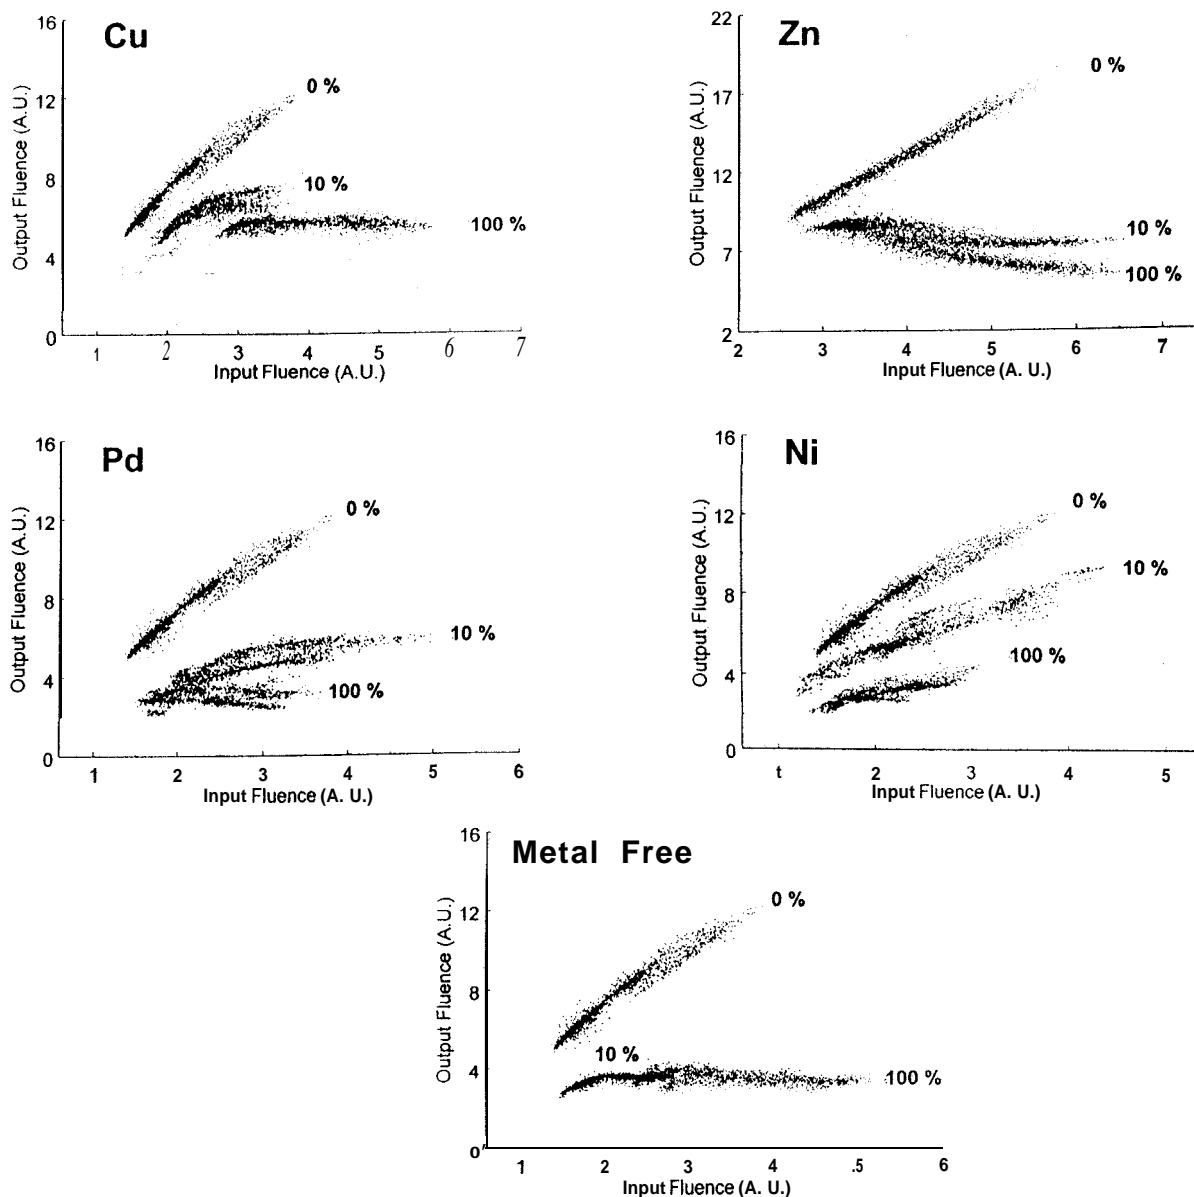 Cu
16
12
8
4
0
Output Fluence (A.U.)
0 %
10 %
100 %
1 2 3 4 5 6 7
Input Fluence (A.U.)
Zn
22
17
12
7
2
Output Fluence (A.U.)
0 %
10 %
100 %
2 3 4 5 6 7
Input Fluence (A. U.)
Pd
16
12
8
4
0
Output Fluence (A.U.)
0 %
10 %
100 %
1 2 3 4 5 6
Input Fluence (A. U.)
Ni
16
12
8
4
0
Output Fluence (A.U.)
0 %
10 %
100 %
t 2 3 4 5
Input Fluence (A. U.)
Metal Free
16
12
8
4
0'
Output Fluence (A.U.)
0 %
10 %
100 %
1 2 3 4 .5 6
Input Fluence (A. U.)